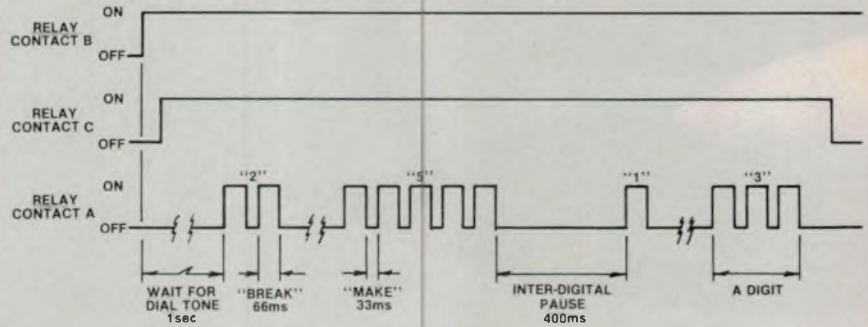 ON
RELAY
CONTACT B
OFF
ON
RELAY
CONTACT C
OFF
"2" "5" "1" "3"
ON
RELAY
CONTACT A
OFF
WAIT FOR
DIAL TONE
1sec
"BREAK"
66ms
"MAKE"
33ms
INTER-DIGITAL
PAUSE
400ms
A DIGIT